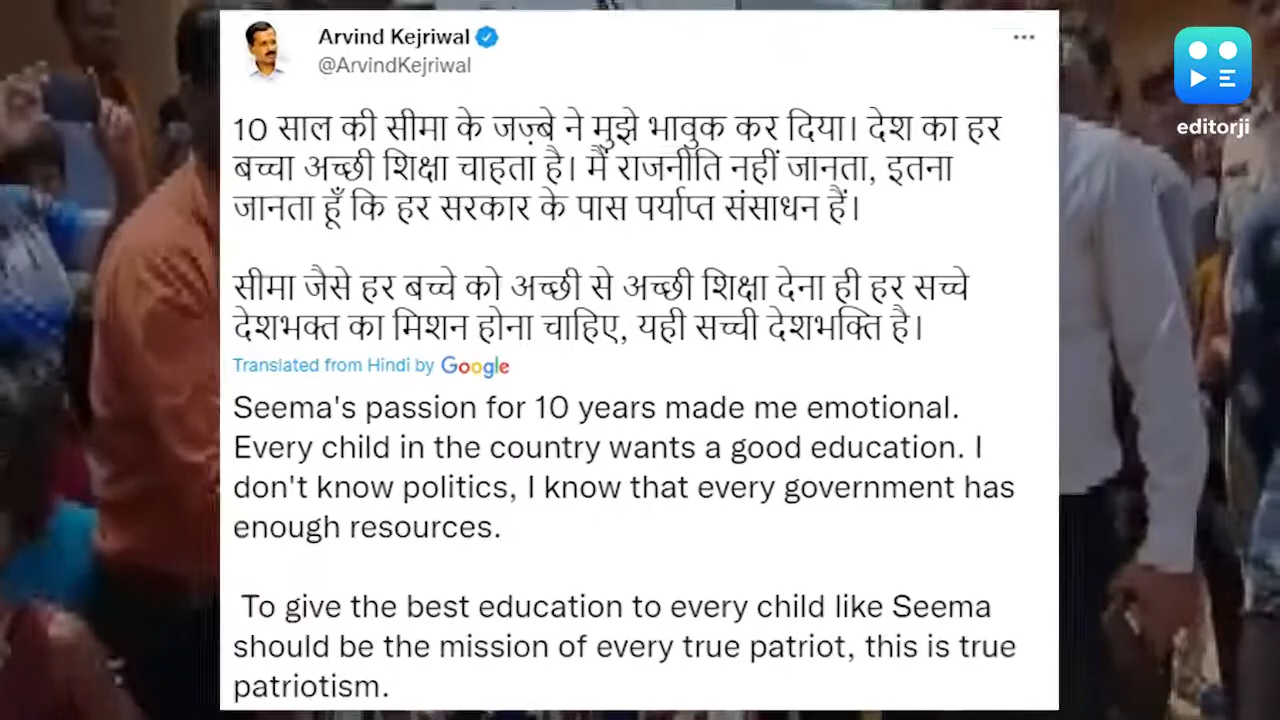 Arvind Kejriwal
@ArvindKejriwal
editorji
10 साल की सीमा के जज़्बे ने मुझे भावुक कर दिया। देश का हर
बच्चा अच्छी शिक्षा चाहता है। मैं राजनीति नहीं जानता, इतना
जानता हूँ कि हर सरकार के पास पर्याप्त संसाधन हैं।
सीमा जैसे हर बच्चे को अच्छी से अच्छी शिक्षा देना ही हर सच्चे
देशभक्त का मिशन होना चाहिए, यही सच्ची देशभक्ति है।
Translated from Hindi by Google
Seema's passion for 10 years made me emotional.
Every child in the country wants a good education. I
don't know politics, I know that every government has
enough resources.
To give the best education to every child like Seema
should be the mission of every true patriot, this is true
patriotism.